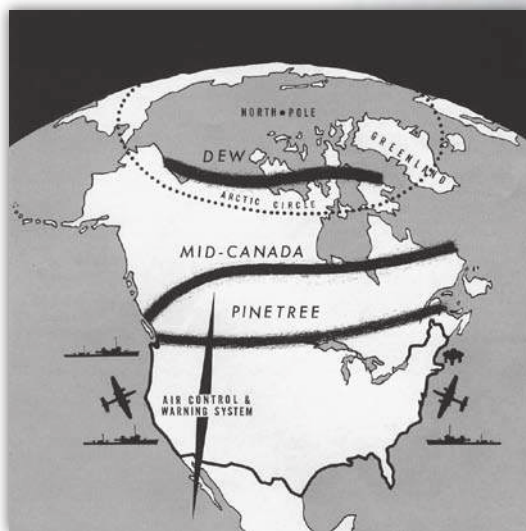 NORTH POLE
GREENLAND
DEW
ARCTIC CIRCLE
MID-CANADA
PINETREE
AIR CONTROL &
WARNING SYSTEM